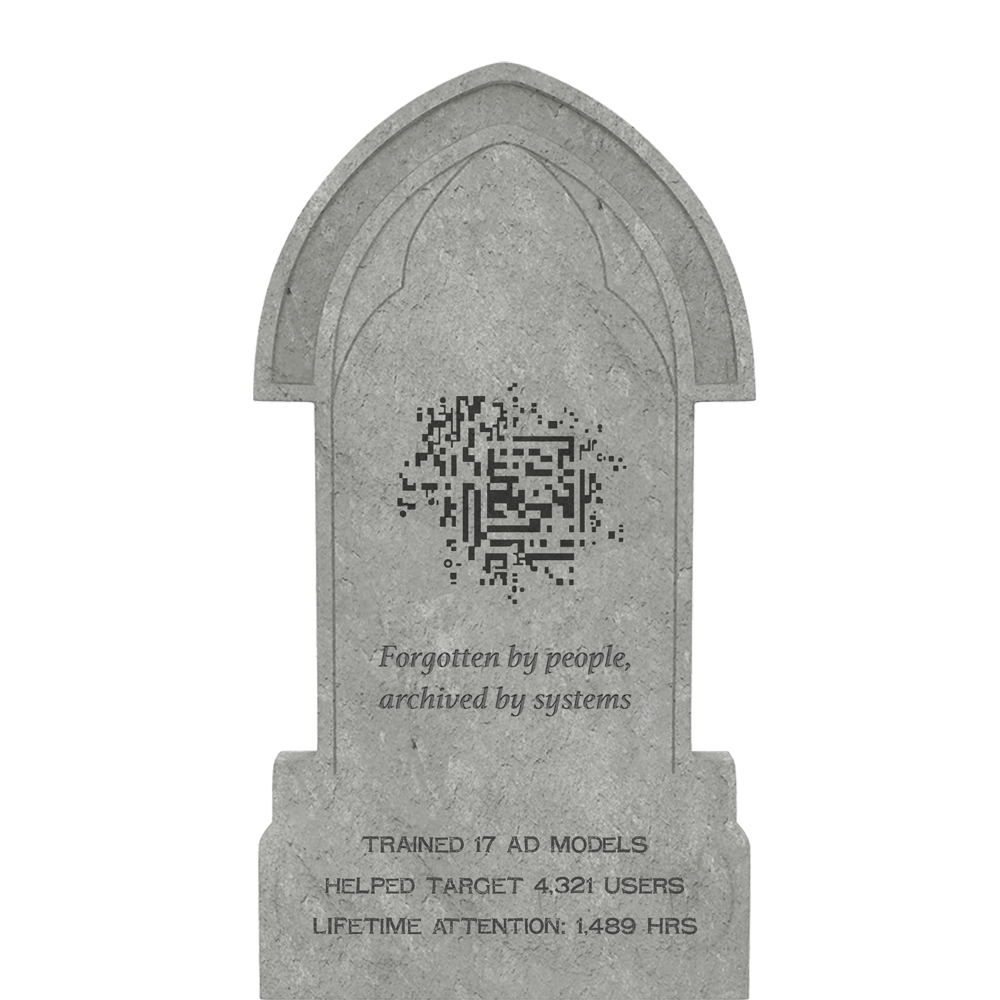 Forgotten by people,
archived by systems
TRAINED 17 AD MODELS
HELPED TARGET 4,321 USERS
LIFETIME ATTENTION: 1,489 HRS